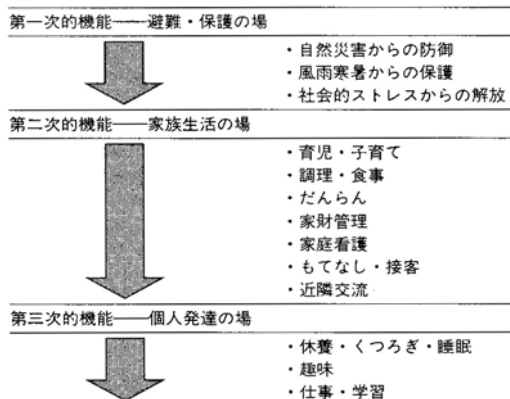 第一次的機能——避難・保護の場
・自然災害からの防御
・風雨寒暑からの保護
・社会的ストレスからの解放
第二次的機能——家族生活の場
・育児・子育て
・調理・食事
・だんらん
・家財管理
・家庭看護
・もてなし・接客
・近隣交流
第三次的機能——個人発達の場
・休養・くつろぎ・睡眠
・趣味
・仕事・学習